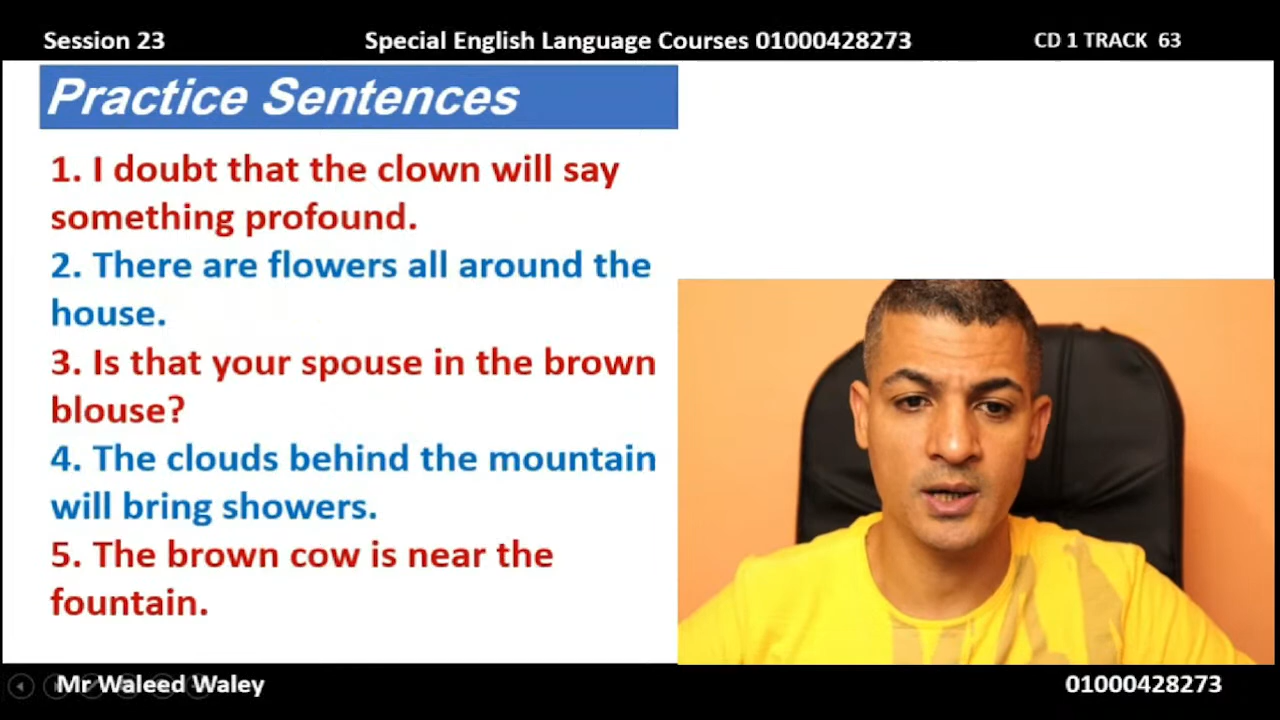 Session 23
Special English Language Courses 01000428273
CD 1 TRACK 63
Practice Sentences
1. I doubt that the clown will say
something profound.
2. There are flowers all around the
house.
3. Is that your spouse in the brown
blouse?
4. The clouds behind the mountain
will bring showers.
5. The brown cow is near the
fountain.
Mr Waleed Waley
01000428273